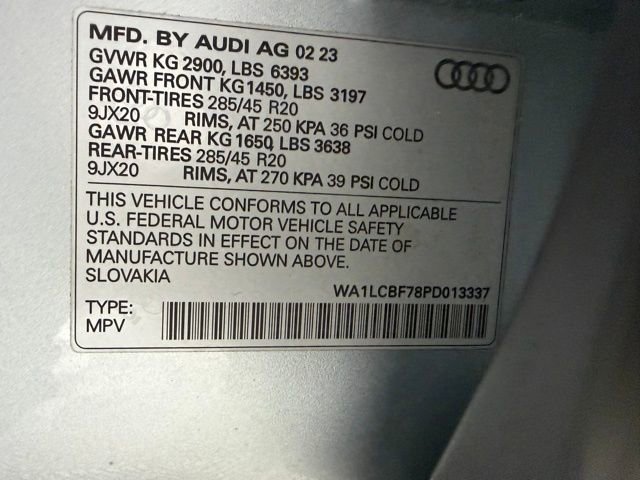 MFD. BY AUDI AG 02 23
GVWR KG 2900, LBS 6393
GAWR FRONT KG1450, LBS 3197
FRONT-TIRES 285/45 R20
9JX20 RIMS, AT 250 KPA 36 PSI COLD
GAWR REAR KG 1650, LBS 3638
REAR-TIRES 285/45 R20
9JX20 RIMS, AT 270 KPA 39 PSI COLD
THIS VEHICLE CONFORMS TO ALL APPLICABLE
U.S. FEDERAL MOTOR VEHICLE SAFETY
STANDARDS IN EFFECT ON THE DATE OF
MANUFACTURE SHOWN ABOVE.
SLOVAKIA
WA1LCBF78PD013337
TYPE:
MPV